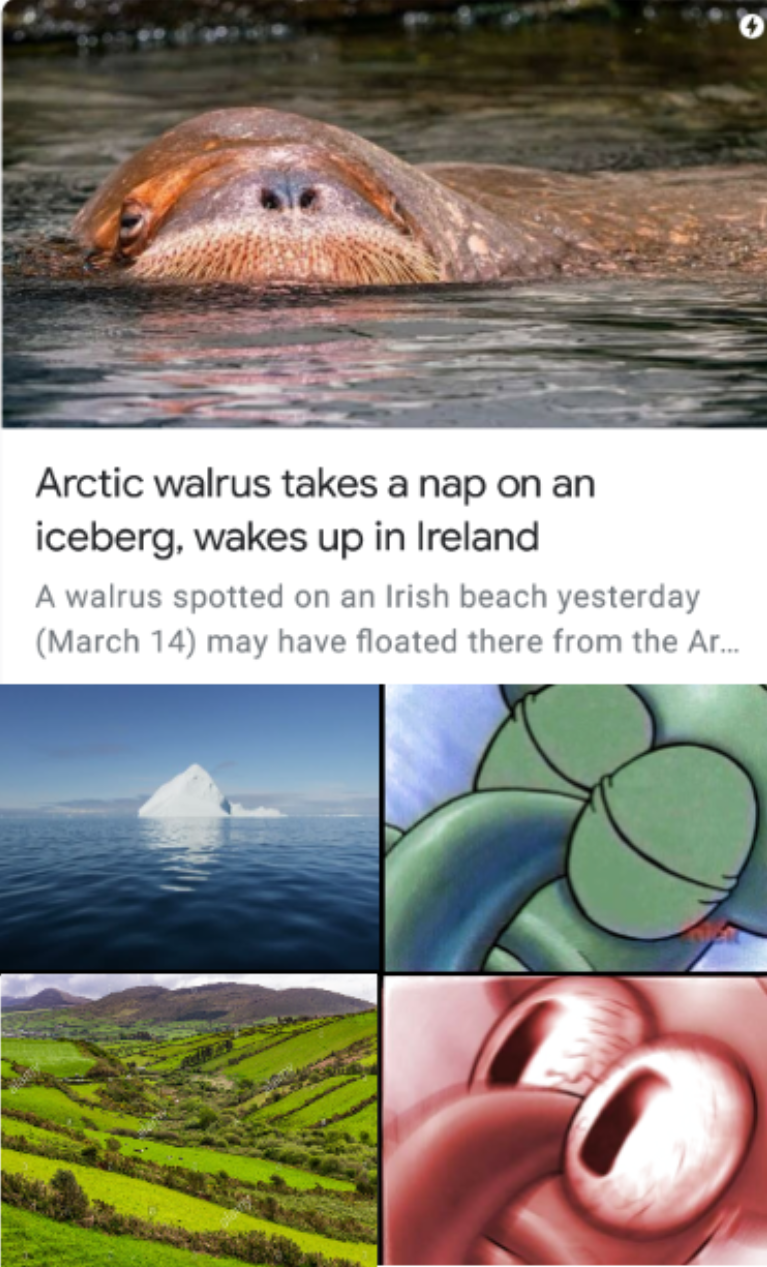 Arctic walrus takes a nap on an
iceberg, wakes up in Ireland
A walrus spotted on an Irish beach yesterday
(March 14) may have floated there from the Ar...